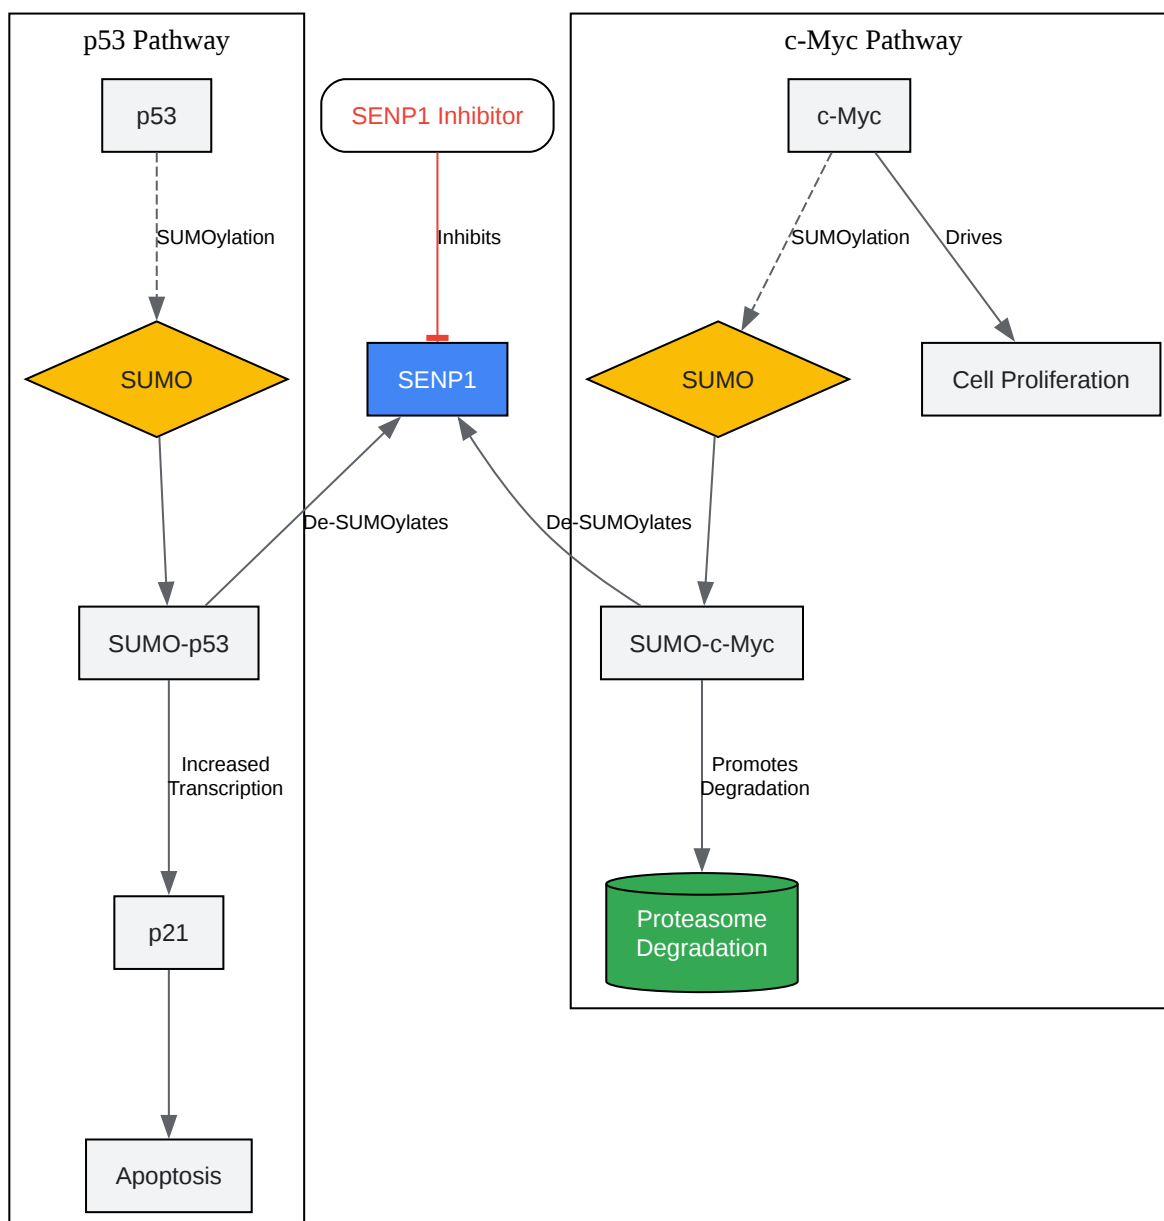 p53 Pathway
c-Myc Pathway
p53
SENP1 Inhibitor
c-Myc
SUMOylation
Inhibits
SUMOylation
Drives
SUMO
SENP1
SUMO
Cell Proliferation
De-SUMOylates
De-SUMOylates
SUMO-p53
SUMO-c-Myc
Increased
Transcription
Promotes
Degradation
p21
Proteasome
Degradation
Apoptosis